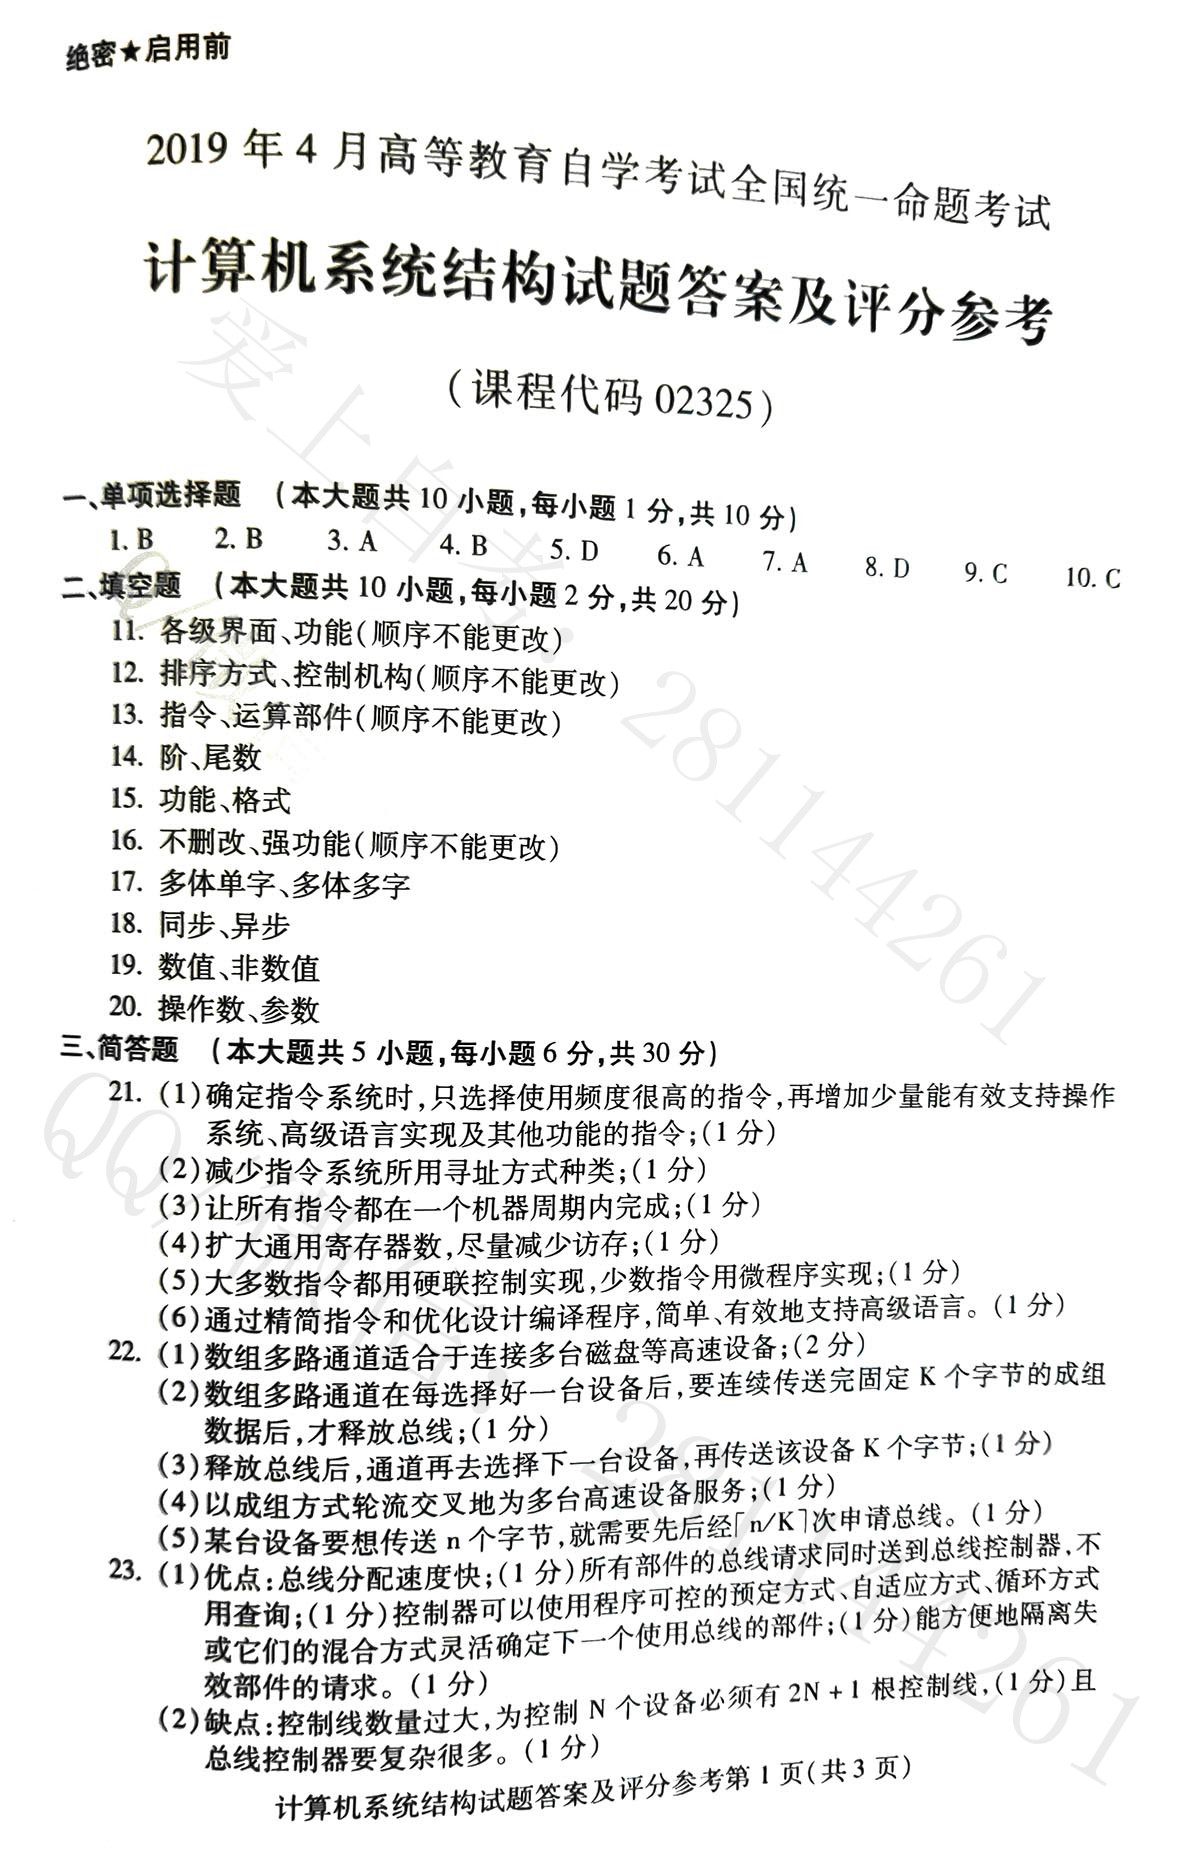 绝密★启用前
2019 年 4 月高等教育自学考试全国统一命题考试
计算机系统结构试题答案及评分参考
(课程代码 02325)
一、单项选择题 (本大题共 10 小题,每小题 1 分,共 10 分)
1. B 2. B 3. A 4. B 5. D 6. A 7. A 8. D 9. C 10. C
二、填空题 (本大题共 10 小题,每小题 2 分,共 20 分)
11. 各级界面、功能(顺序不能更改)
12. 排序方式、控制机构(顺序不能更改)
13. 指令、运算部件(顺序不能更改)
14. 阶、尾数
15. 功能、格式
16. 不删改、强功能(顺序不能更改)
17. 多体单字、多体多字
18. 同步、异步
19. 数值、非数值
20. 操作数、参数
三、简答题 (本大题共 5 小题,每小题 6 分,共 30 分)
21. (1)确定指令系统时,只选择使用频度很高的指令,再增加少量能有效支持操作
系统、高级语言实现及其他功能的指令;(1 分)
(2)减少指令系统所用寻址方式种类;(1 分)
(3)让所有指令都在一个机器周期内完成;(1 分)
(4)扩大通用寄存器数,尽量减少访存;(1 分)
(5)大多数指令都用硬联控制实现,少数指令用微程序实现;(1 分)
(6)通过精简指令和优化设计编译程序,简单、有效地支持高级语言。(1 分)
22. (1)数组多路通道适合于连接多台磁盘等高速设备;(2 分)
(2)数组多路通道在每选择好一台设备后,要连续传送完固定 K 个字节的成组
数据后,才释放总线;(1 分)
(3)释放总线后,通道再去选择下一台设备,再传送该设备 K 个字节;(1 分)
(4)以成组方式轮流交叉地为多台高速设备服务;(1 分)
(5)某台设备要想传送 n 个字节,就需要先后经⌈n/K⌉次申请总线。(1 分)
23. (1)优点:总线分配速度快;(1 分)所有部件的总线请求同时送到总线控制器,不
用查询;(1 分)控制器可以使用程序可控的预定方式、自适应方式、循环方式
或它们的混合方式灵活确定下一个使用总线的部件;(1 分)能方便地隔离失
效部件的请求。(1 分)
(2)缺点:控制线数量过大,为控制 N 个设备必须有 2N + 1 根控制线,(1 分)且
总线控制器要复杂很多。(1 分)
计算机系统结构试题答案及评分参考第 1 页(共 3 页)
爱上自考:281144261
QQ/微信:281144261